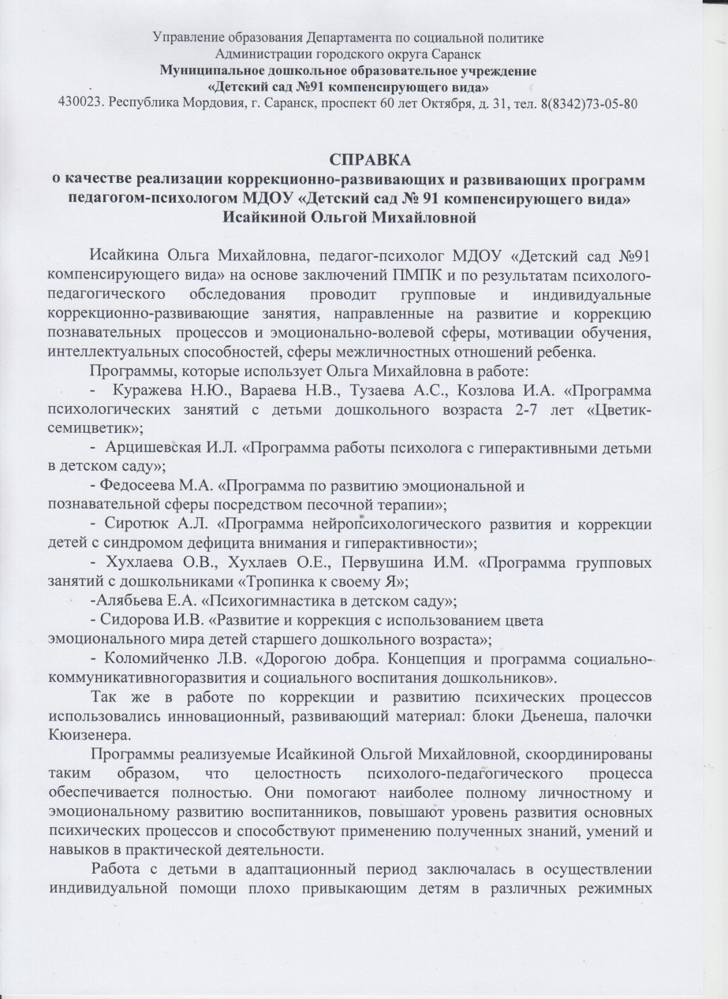 Управление образования Департамента по социальной политике
Администрации городского округа Саранск
Муниципальное дошкольное образовательное учреждение
«Детский сад №91 компенсирующего вида»
430023. Республика Мордовия, г. Саранск, проспект 60 лет Октября, д. 31, тел. 8(8342)73-05-80
СПРАВКА
о качестве реализации коррекционно-развивающих и развивающих программ
педагогом-психологом МДОУ «Детский сад № 91 компенсирующего вида»
Исайкиной Ольгой Михайловной
Исайкина Ольга Михайловна, педагог-психолог МДОУ «Детский сад №91
компенсирующего вида» на основе заключений ПМПК и по результатам психолого-
педагогического обследования проводит групповые и индивидуальные
коррекционно-развивающие занятия, направленные на развитие и коррекцию
познавательных процессов и эмоционально-волевой сферы, мотивации обучения,
интеллектуальных способностей, сферы межличностных отношений ребенка.
Программы, которые использует Ольга Михайловна в работе:
- Куражева Н.Ю., Вараева Н.В., Тузаева А.С., Козлова И.А. «Программа
психологических занятий с детьми дошкольного возраста 2-7 лет «Цветик-
семицветик»;
- Арцишевская И.Л. «Программа работы психолога с гиперактивными детьми
в детском саду»;
- Федосеева М.А. «Программа по развитию эмоциональной и
познавательной сферы посредством песочной терапии»;
- Сиротюк А.Л. «Программа нейропсихологического развития и коррекции
детей с синдромом дефицита внимания и гиперактивности»;
- Хухлаева О.В., Хухлаев О.Е., Первушина И.М. «Программа групповых
занятий с дошкольниками «Тропинка к своему Я»;
-Алябьева Е.А. «Психогимнастика в детском саду»;
- Сидорова И.В. «Развитие и коррекция с использованием цвета
эмоционального мира детей старшего дошкольного возраста»;
- Коломийченко Л.В. «Дорогою добра. Концепция и программа социально-
коммуникативногоразвития и социального воспитания дошкольников».
Так же в работе по коррекции и развитию психических процессов
использовались инновационный, развивающий материал: блоки Дьенеша, палочки
Кюизенера.
Программы реализуемые Исайкиной Ольгой Михайловной, скоординированы
таким образом, что целостность психолого-педагогического процесса
обеспечивается полностью. Они помогают наиболее полному личностному и
эмоциональному развитию воспитанников, повышают уровень развития основных
психических процессов и способствуют применению полученных знаний, умений и
навыков в практической деятельности.
Работа с детьми в адаптационный период заключалась в осуществлении
индивидуальной помощи плохо привыкающим детям в различных режимных